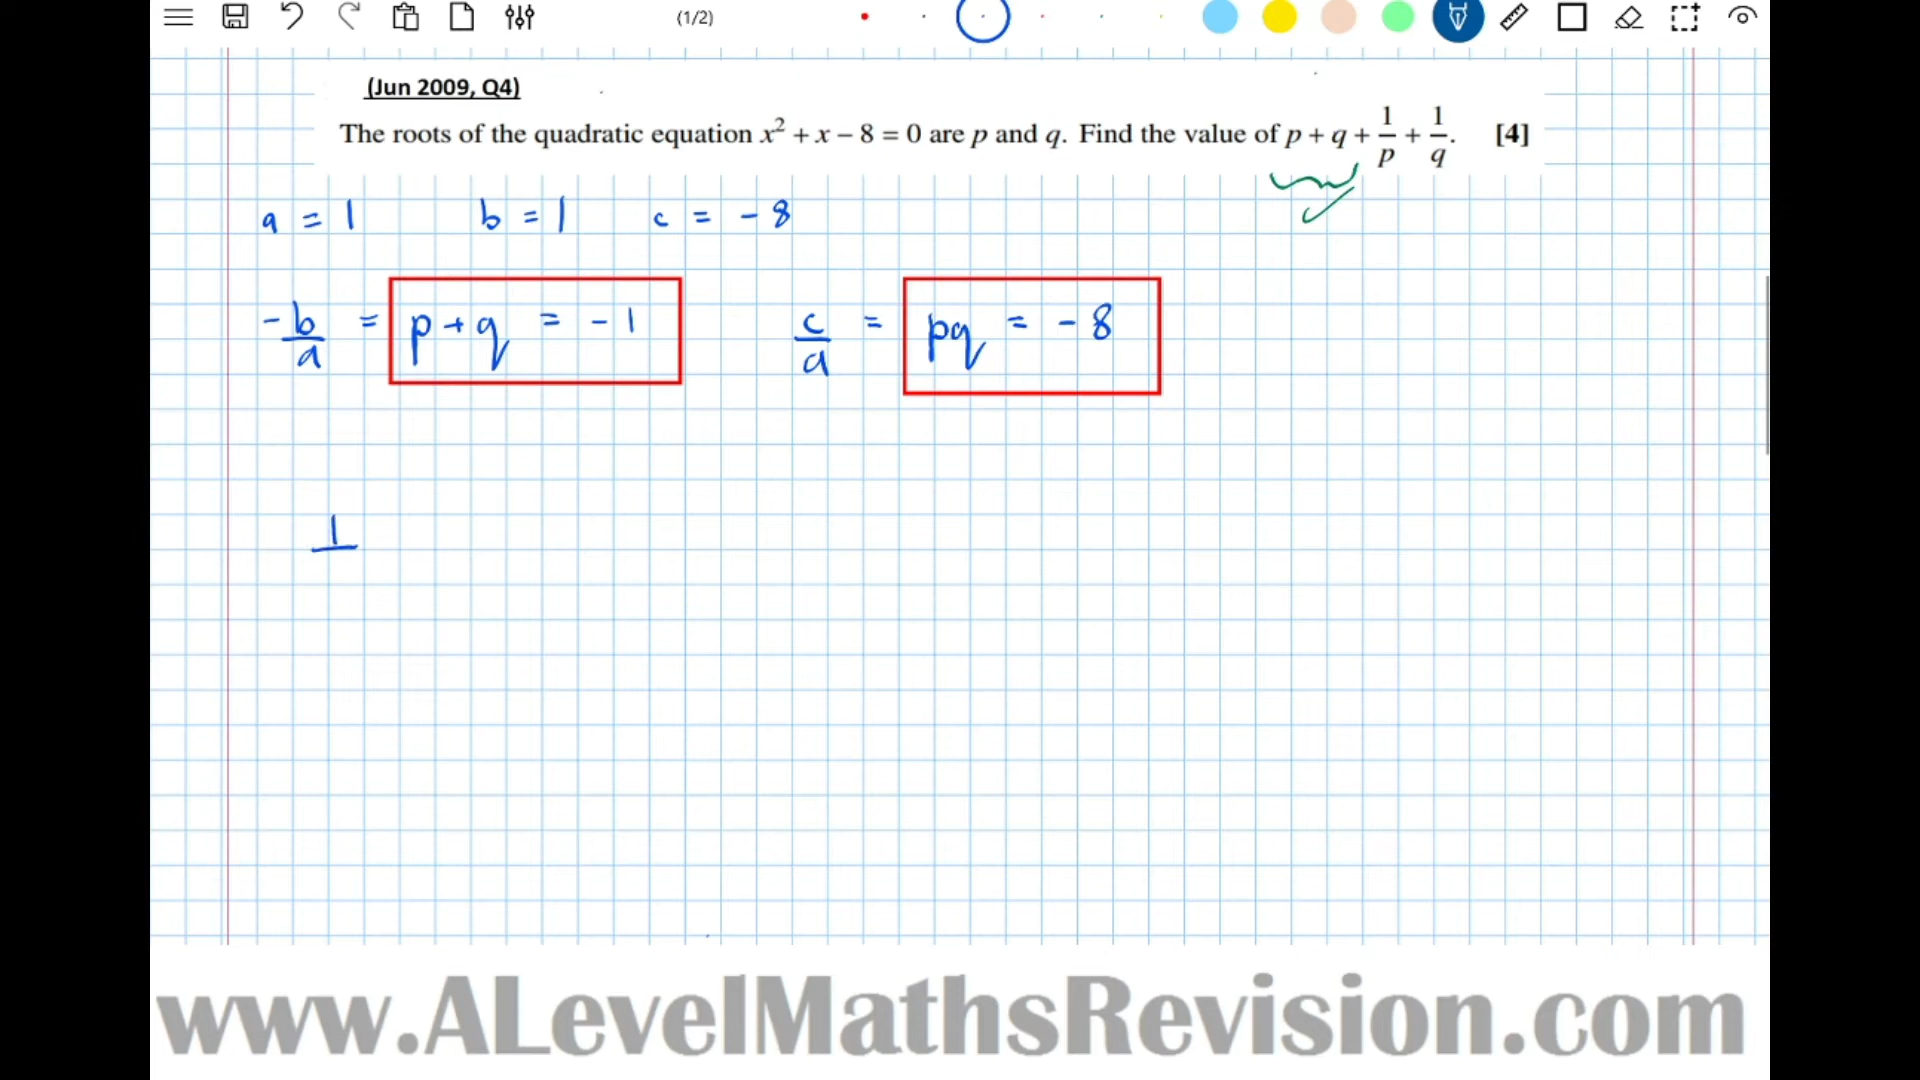 (1/2)
(Jun 2009, Q4)
The roots of the quadratic equation x² + x − 8 = 0 are p and q. Find the value of p + q + 1/p + 1/q. [4]
a = 1 b = 1 c = -8
-b/a = p+q = -1 c/a = pq = -8
1
www.ALevelMathsRevision.com